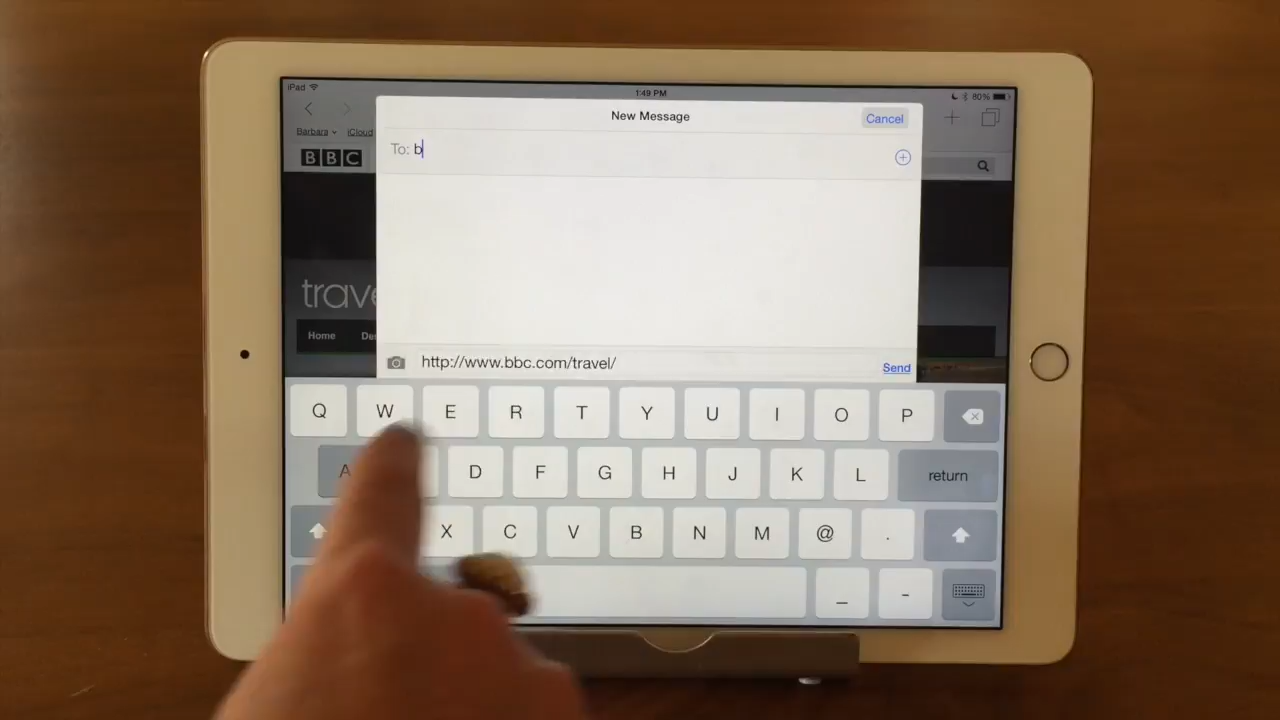 iPad
1:49 PM
80%
New Message
Cancel
Barbara
iCloud
To: b
BBC
trave
Home
http://www.bbc.com/travel/
Send
Q W E R T Y U I O P
A D F G H J K L return
X C V B N M @ .
_ -